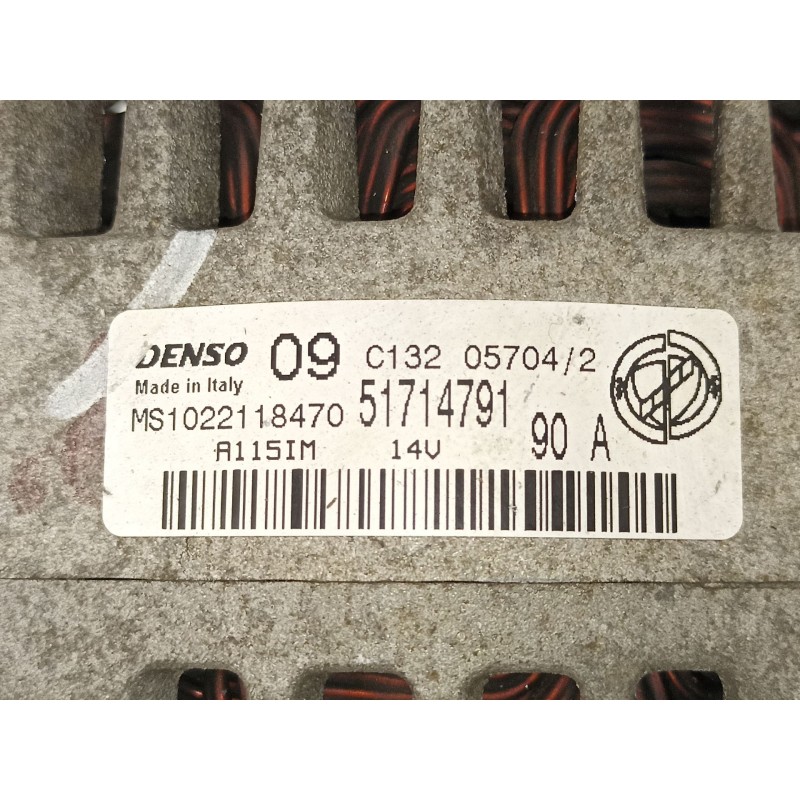 DENSO 09 C132 05704/2
Made in Italy
MS1022118470 51714791 90 A
A115IM 14V